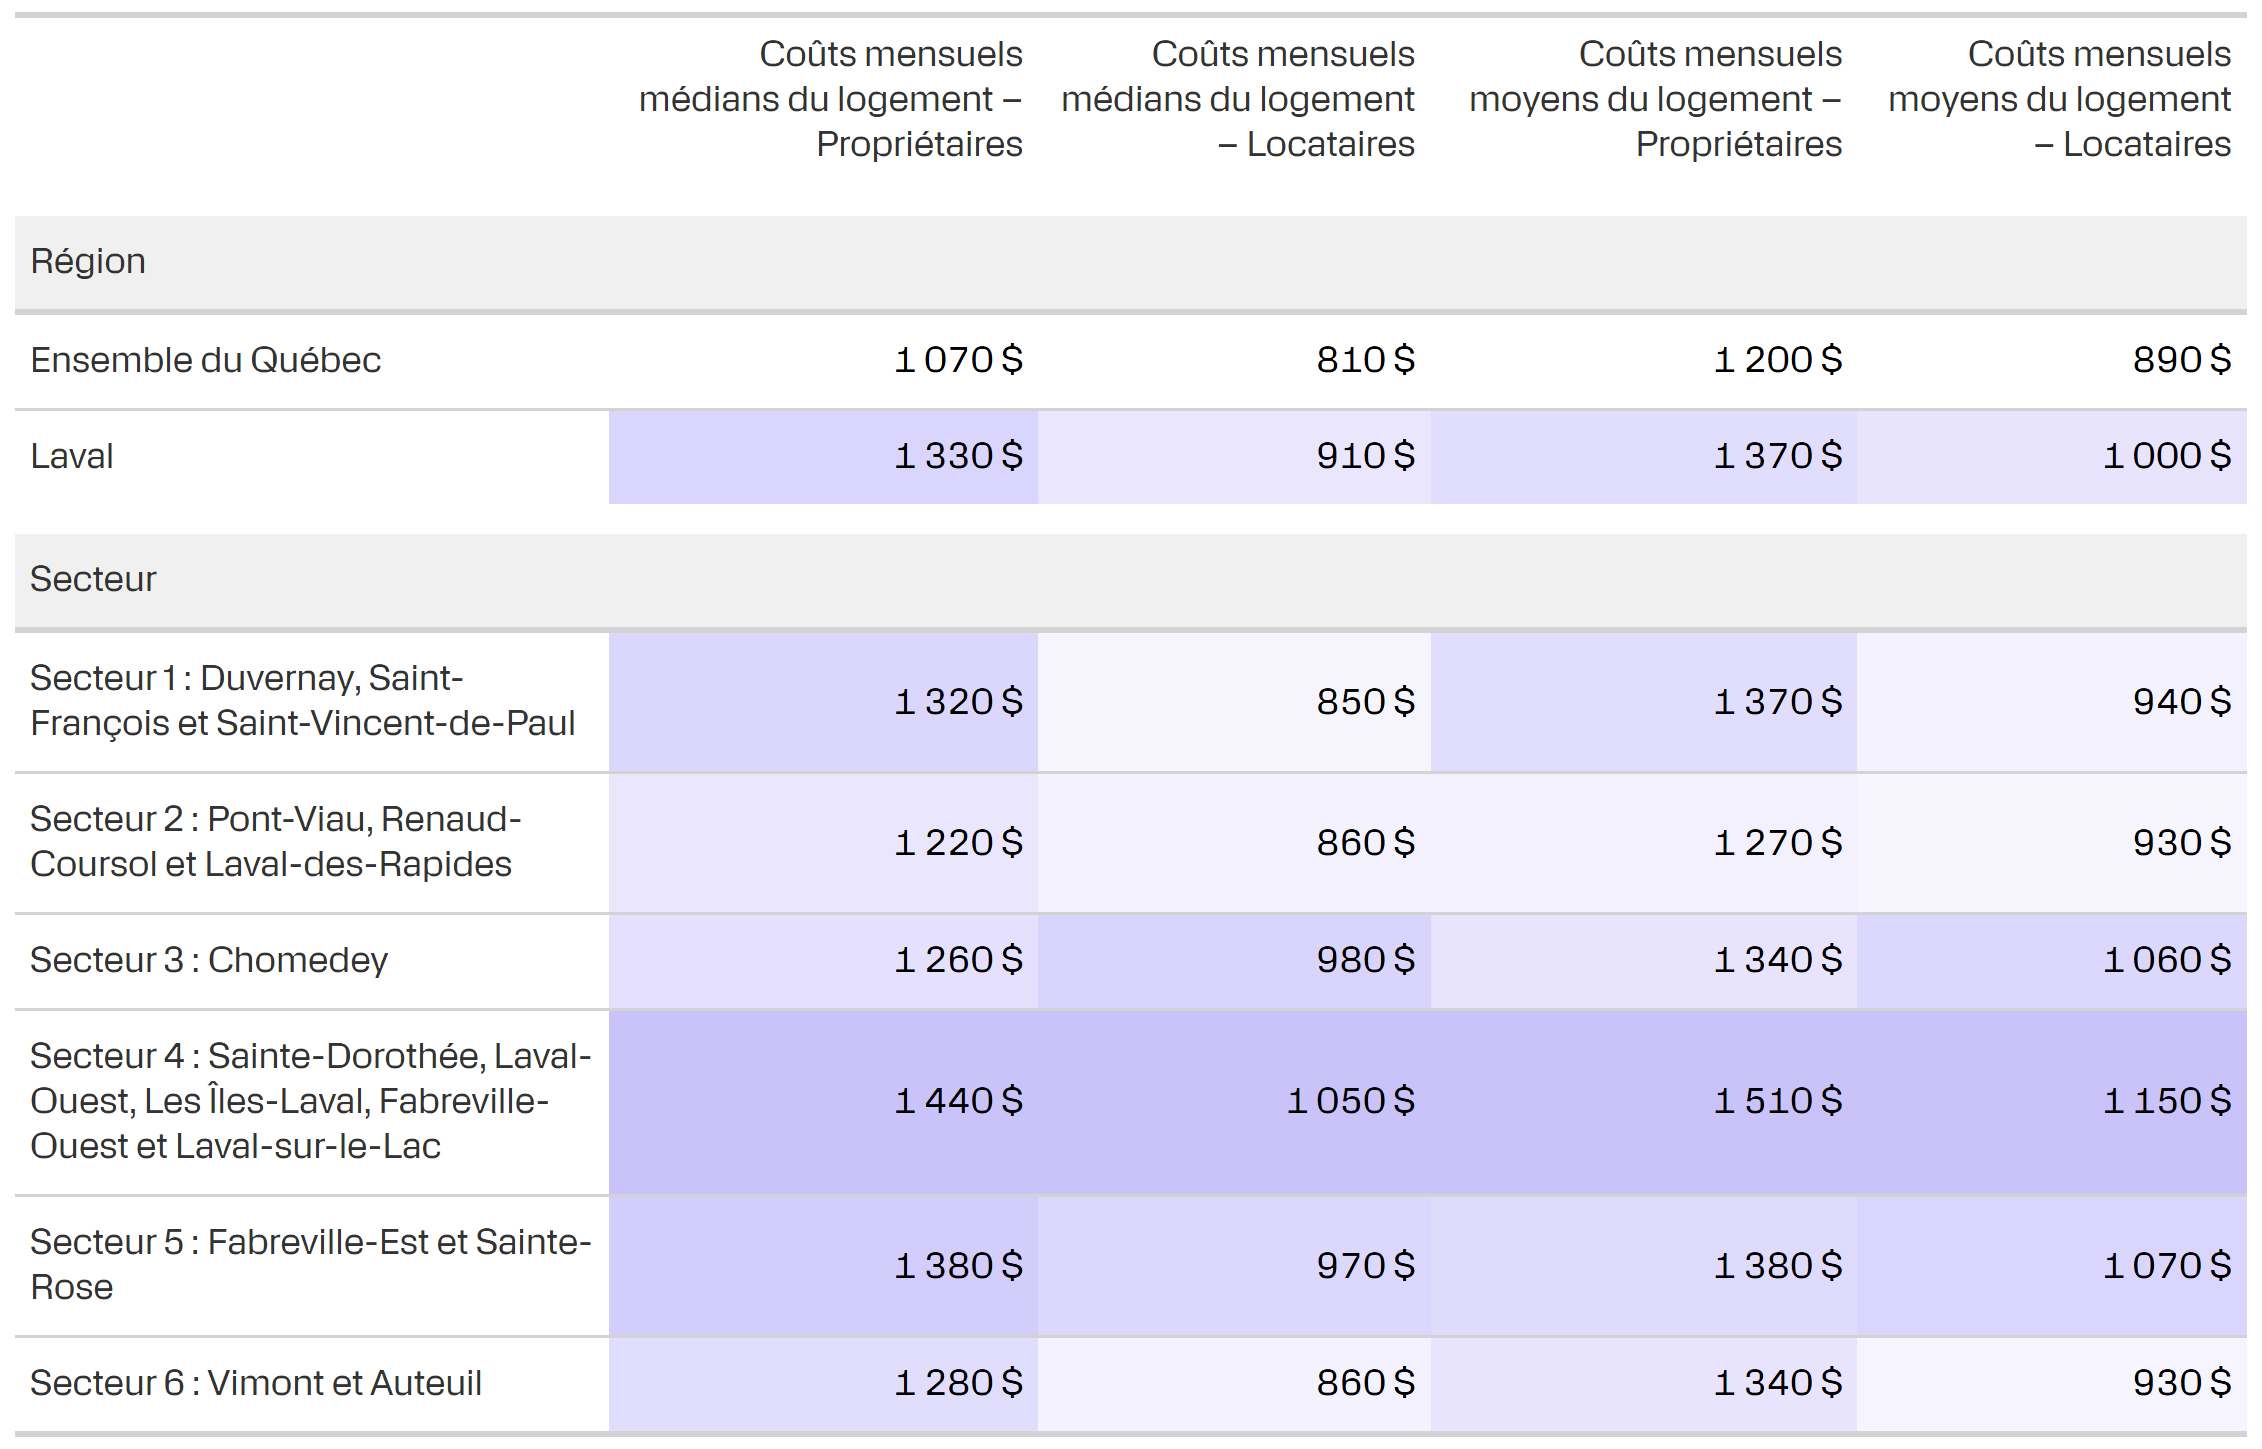 Coûts mensuels médians du logement – Propriétaires
Coûts mensuels médians du logement – Locataires
Coûts mensuels moyens du logement – Propriétaires
Coûts mensuels moyens du logement – Locataires
Région
Ensemble du Québec 1 070 $ 810 $ 1 200 $ 890 $
Laval 1 330 $ 910 $ 1 370 $ 1 000 $
Secteur
Secteur 1 : Duvernay, Saint-
François et Saint-Vincent-de-Paul 1 320 $ 850 $ 1 370 $ 940 $
Secteur 2 : Pont-Viau, Renaud-
Coursol et Laval-des-Rapides 1 220 $ 860 $ 1 270 $ 930 $
Secteur 3 : Chomedey 1 260 $ 980 $ 1 340 $ 1 060 $
Secteur 4 : Sainte-Dorothée, Laval-
Ouest, Les Îles-Laval, Fabreville- 1 440 $ 1 050 $ 1 510 $ 1 150 $
Ouest et Laval-sur-le-Lac
Secteur 5 : Fabreville-Est et Sainte-
Rose 1 380 $ 970 $ 1 380 $ 1 070 $
Secteur 6 : Vimont et Auteuil 1 280 $ 860 $ 1 340 $ 930 $